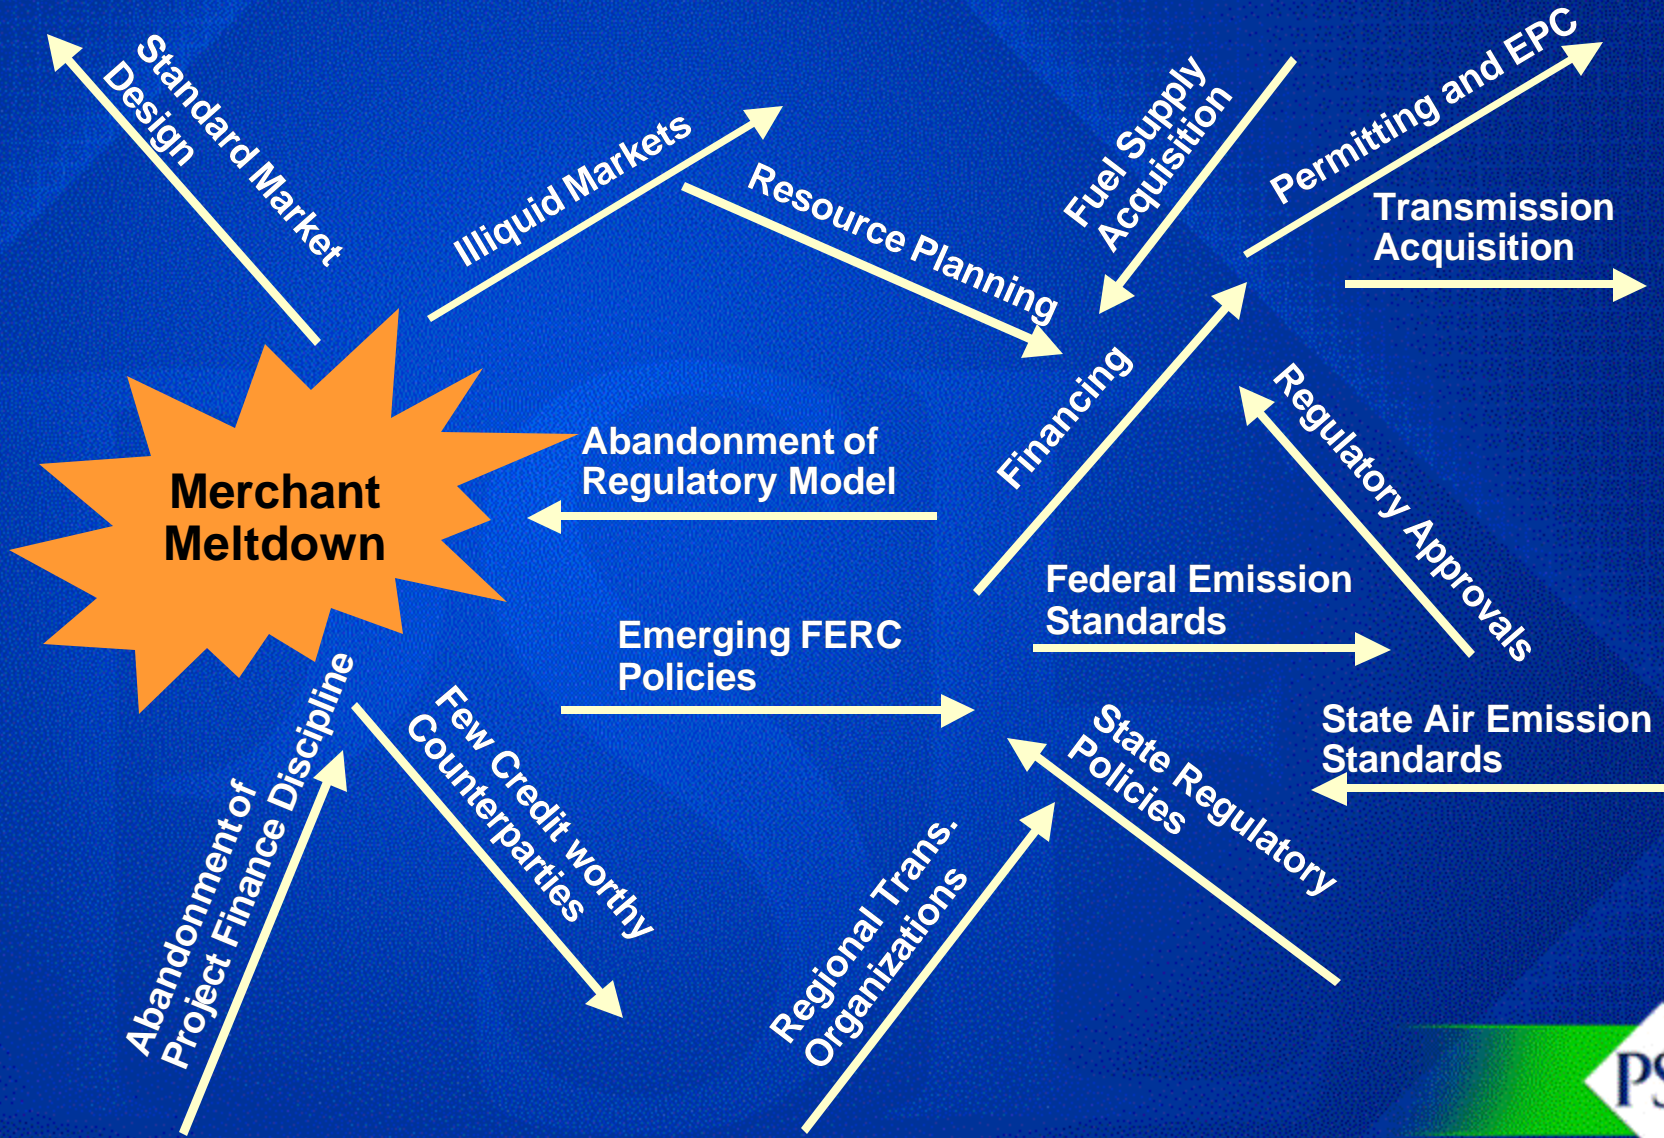 Standard Market
Design
Illiquid Markets
Resource Planning
Fuel Supply
Acquisition
Permitting and EPC
Transmission
Acquisition
Financing
Regulatory Approvals
Abandonment of
Regulatory Model
Merchant
Meltdown
Federal Emission
Standards
Emerging FERC
Policies
State Air Emission
Standards
State Regulatory
Policies
Few Credit worthy
Counterparties
Abandonment of
Project Finance Discipline
Regional Trans.
Organizations